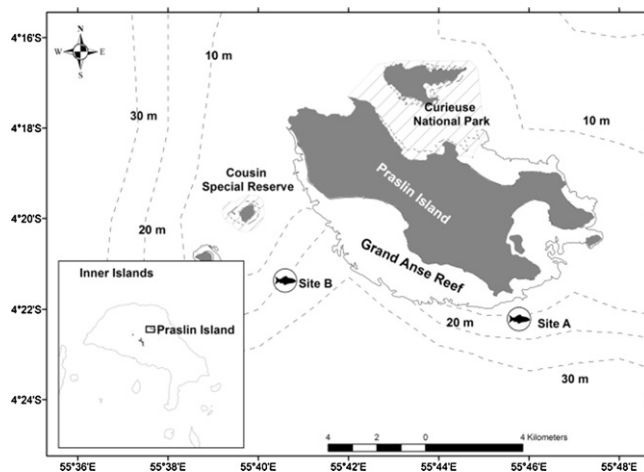 4°16'S
4°18'S
4°20'S
4°22'S
4°24'S
N
W E
S
10 m
30 m
20 m
Curieuse
National Park
10 m
Cousin
Special Reserve
Praslin Island
Grand Anse Reef
Site B
20 m
Site A
30 m
Inner Islands
Praslin Island
4 2 0 4 Kilometers
55°36'E 55°38'E 55°40'E 55°42'E 55°44'E 55°46'E 55°48'E